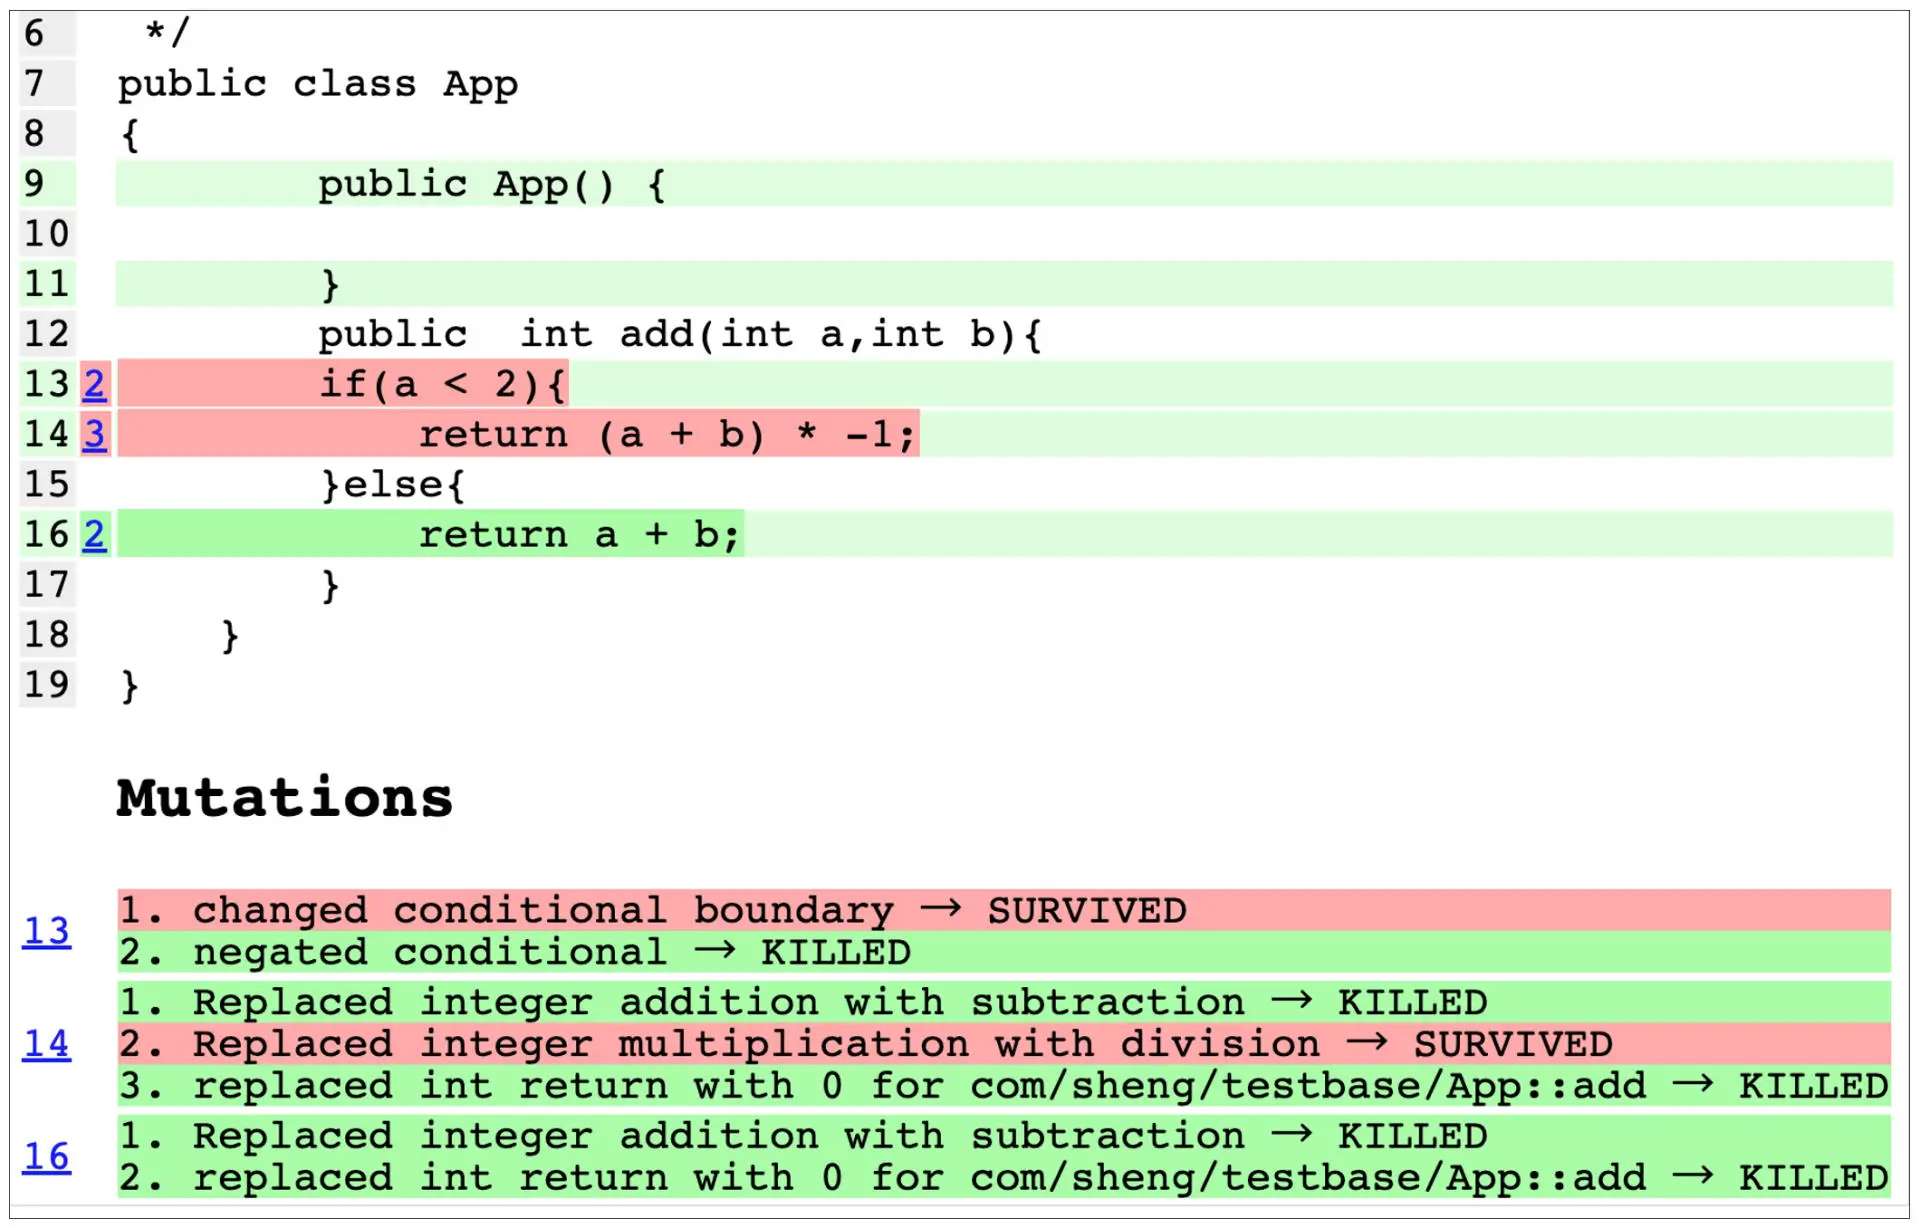 6 */
7 public class App
8 {
9 public App() {
10
11 }
12 public  int add(int a,int b){
13 2 if(a < 2){
14 3 return (a + b) * -1;
15 }else{
16 2 return a + b;
17 }
18 }
19 }
Mutations
13 1. changed conditional boundary → SURVIVED
2. negated conditional → KILLED
14 1. Replaced integer addition with subtraction → KILLED
2. Replaced integer multiplication with division → SURVIVED
3. replaced int return with 0 for com/sheng/testbase/App::add → KILLED
16 1. Replaced integer addition with subtraction → KILLED
2. replaced int return with 0 for com/sheng/testbase/App::add → KILLED